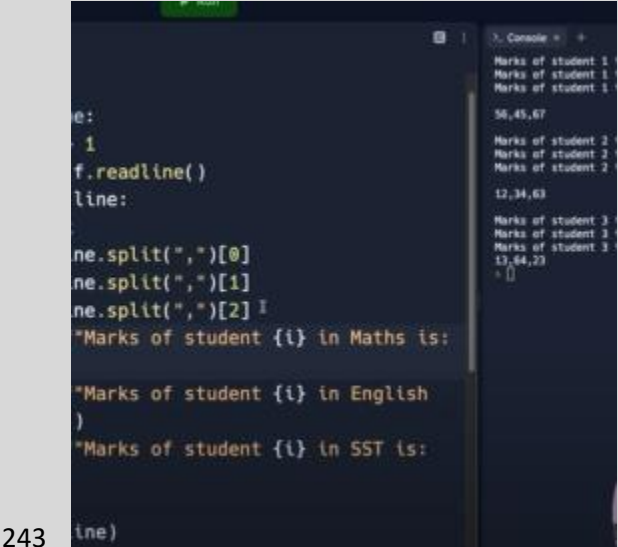 Run
Console
e:
1
f.readline()
line:
ne.split(",")[0]
ne.split(",")[1]
ne.split(",")[2]
"Marks of student {i} in Maths is:
"Marks of student {i} in English
)
"Marks of student {i} in SST is:
ine)
Marks of student 1
Marks of student 1
Marks of student 1
56,45,67
Marks of student 2
Marks of student 2
Marks of student 2
12,34,63
Marks of student 3
Marks of student 3
Marks of student 3
13,64,23
243